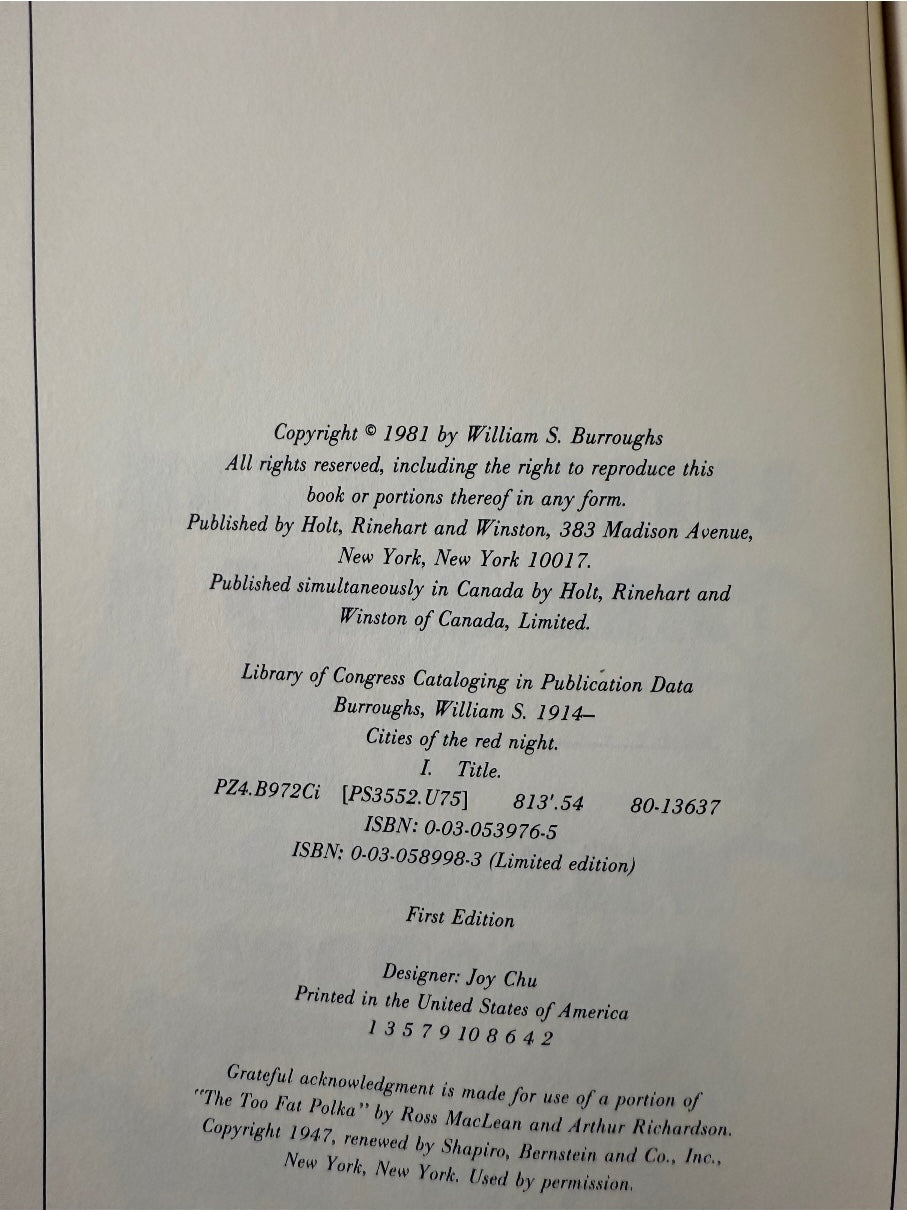 Copyright © 1981 by William S. Burroughs
All rights reserved, including the right to reproduce this
book or portions thereof in any form.
Published by Holt, Rinehart and Winston, 383 Madison Avenue,
New York, New York 10017.
Published simultaneously in Canada by Holt, Rinehart and
Winston of Canada, Limited.
Library of Congress Cataloging in Publication Data
Burroughs, William S. 1914–
Cities of the red night.
I. Title.
PZ4.B972Ci [PS3552.U75] 813'.54 80-13637
ISBN: 0-03-053976-5
ISBN: 0-03-058998-3 (Limited edition)
First Edition
Designer: Joy Chu
Printed in the United States of America
1 3 5 7 9 10 8 6 4 2
Grateful acknowledgment is made for use of a portion of
"The Too Fat Polka" by Ross MacLean and Arthur Richardson.
Copyright 1947, renewed by Shapiro, Bernstein and Co., Inc.,
New York, New York. Used by permission.